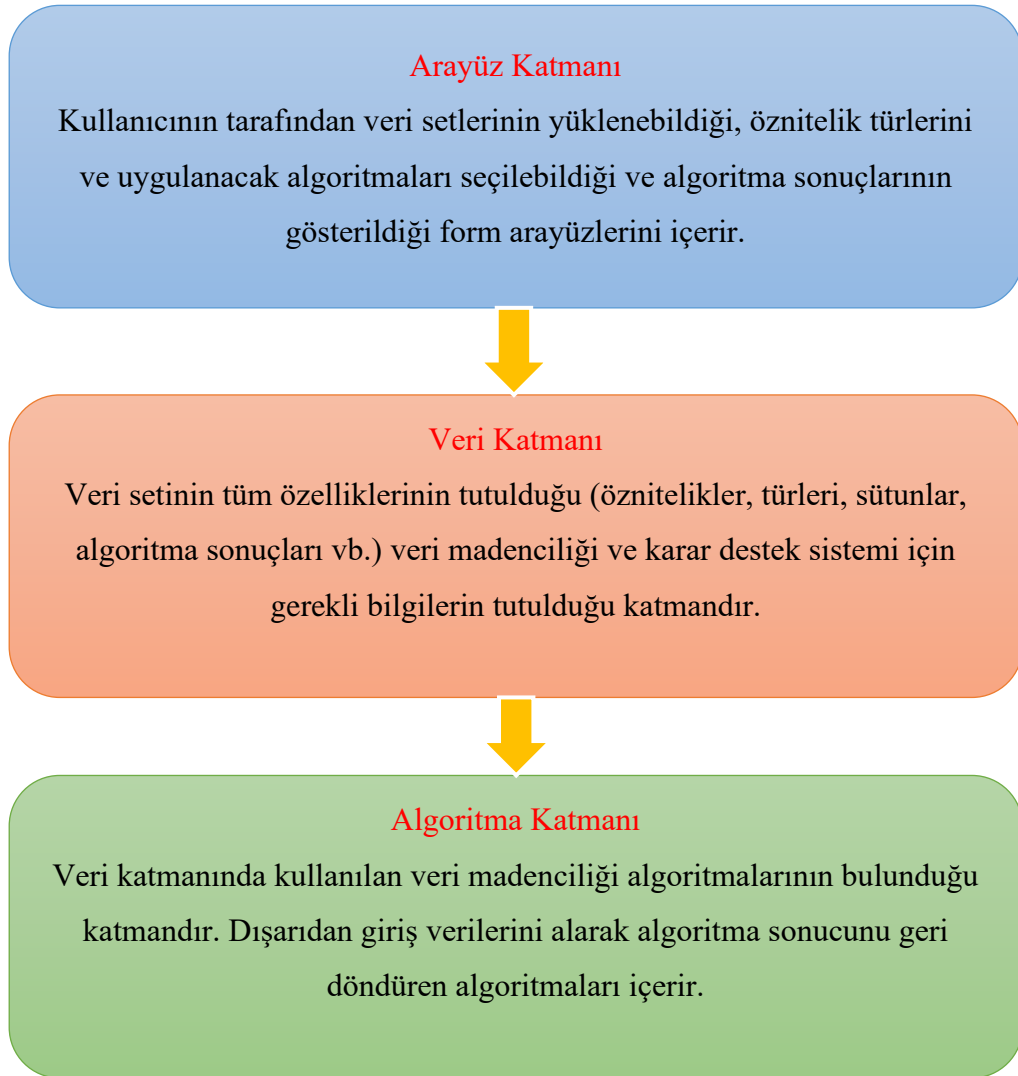 Arayüz Katmanı
Kullanıcının tarafından veri setlerinin yüklenebildiği, öznitelik türlerini
ve uygulanacak algoritmaları seçilebildiği ve algoritma sonuçlarının
gösterildiği form arayüzlerini içerir.
Veri Katmanı
Veri setinin tüm özelliklerinin tutulduğu (öznitelikler, türleri, sütunlar,
algoritma sonuçları vb.) veri madenciliği ve karar destek sistemi için
gerekli bilgilerin tutulduğu katmandır.
Algoritma Katmanı
Veri katmanında kullanılan veri madenciliği algoritmalarının bulunduğu
katmandır. Dışarıdan giriş verilerini alarak algoritma sonucunu geri
döndüren algoritmaları içerir.